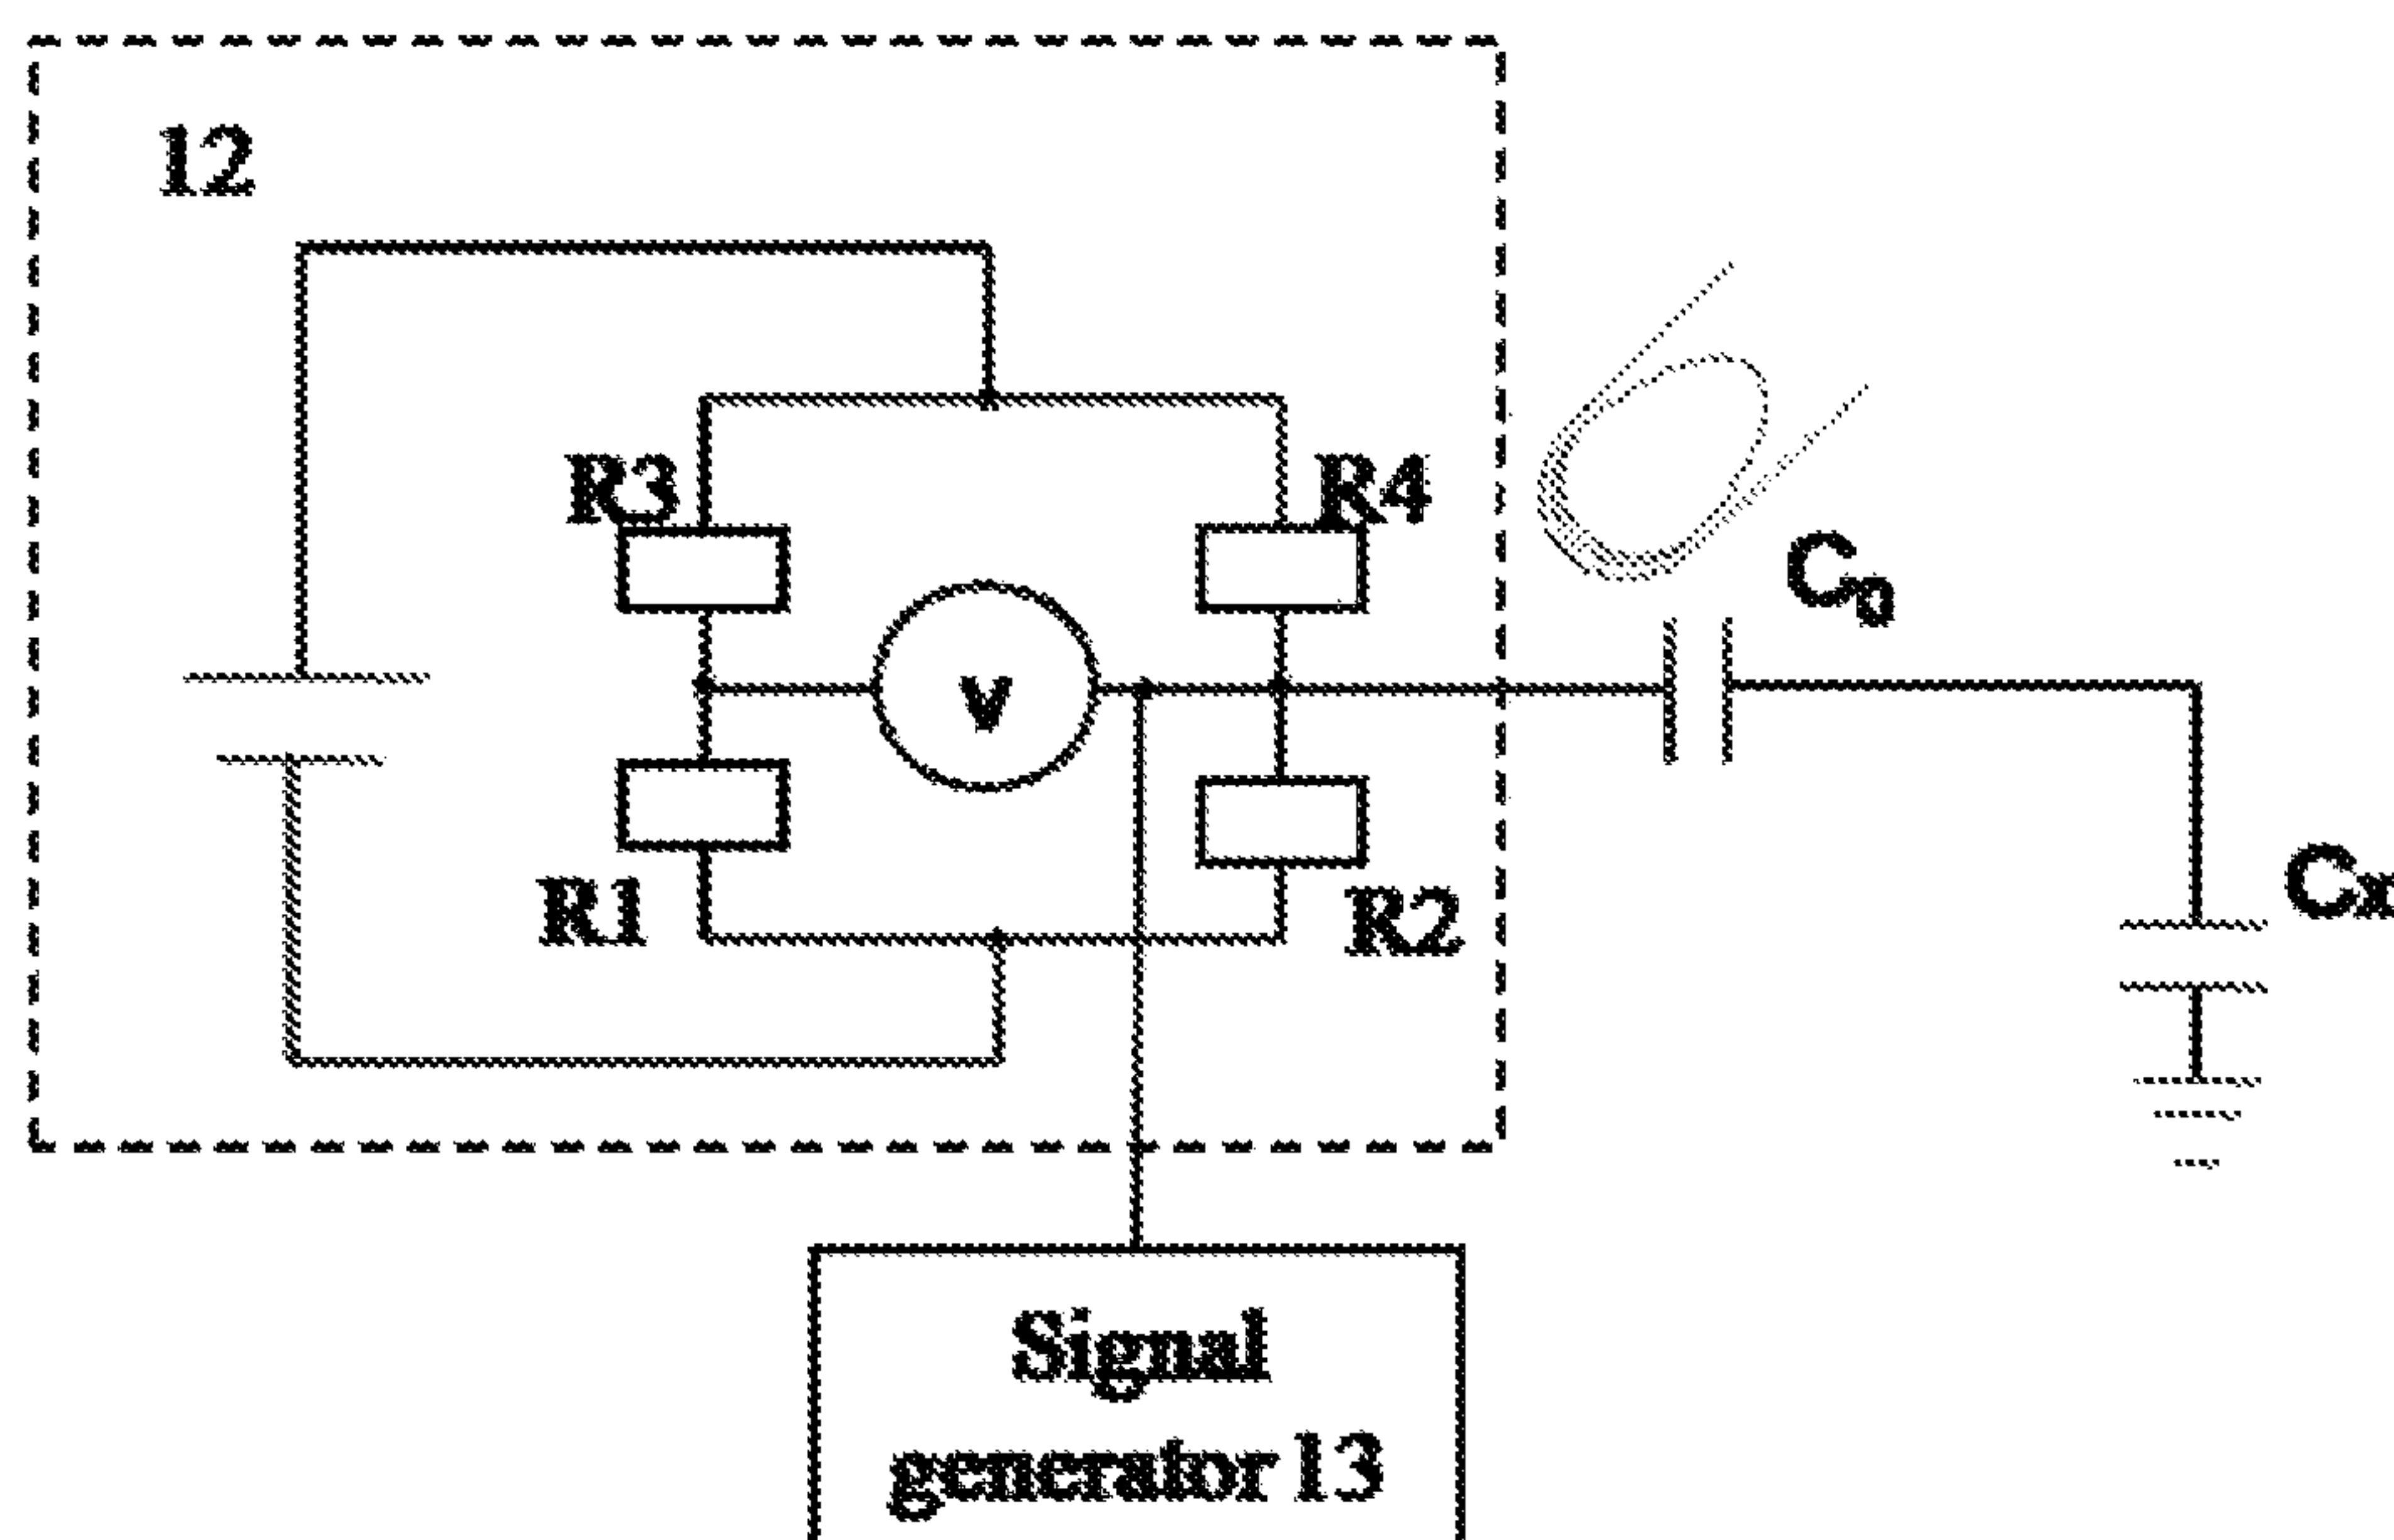 12
R3
R4
C0
V
Cx
R1
R2
Signal
generator 13